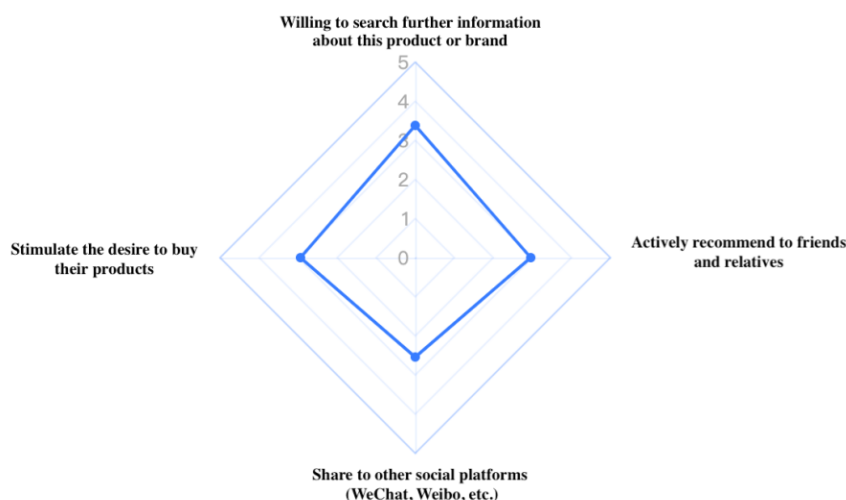 Willing to search further information
about this product or brand
5
4
3
2
1
0
Stimulate the desire to buy
their products
Actively recommend to friends
and relatives
Share to other social platforms
(WeChat, Weibo, etc.)